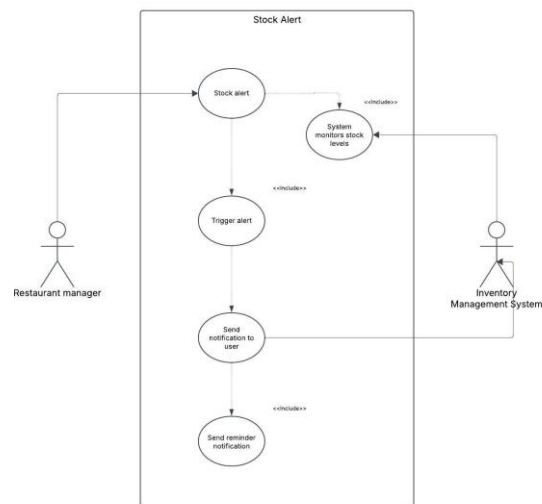 Stock Alert
Stock alert
<<Include>>
System
monitors stock
levels
<<Include>>
Trigger alert
Restaurant manager
Inventory
Management System
Send
notification to
user
<<Include>>
Send reminder
notification